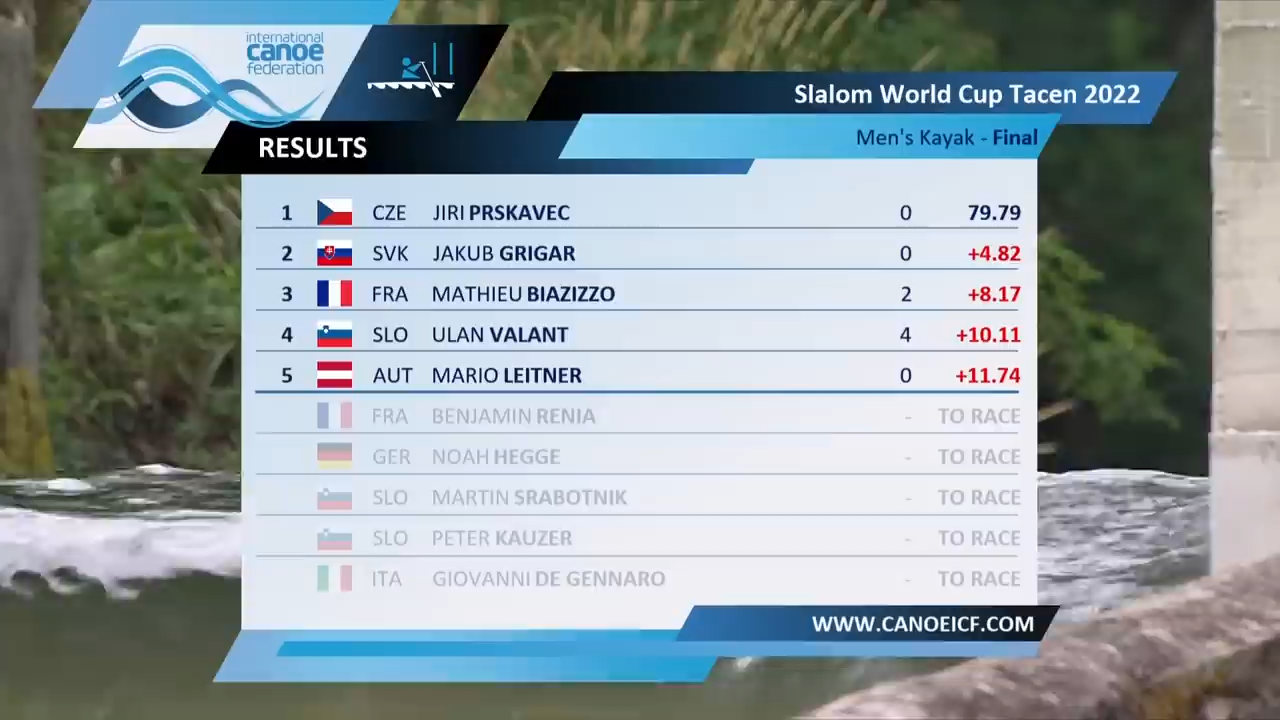 international
canoe
federation
Slalom World Cup Tacen 2022
Men's Kayak - Final
RESULTS
1 CZE JIRI PRSKAVEC 0 79.79
2 SVK JAKUB GRIGAR 0 +4.82
3 FRA MATHIEU BIAZIZZO 2 +8.17
4 SLO ULAN VALANT 4 +10.11
5 AUT MARIO LEITNER 0 +11.74
FRA BENJAMIN RENIA - TO RACE
GER NOAH HEGGE - TO RACE
SLO MARTIN SRABOTNIK - TO RACE
SLO PETER KAUZER - TO RACE
ITA GIOVANNI DE GENNARO - TO RACE
WWW.CANOEICF.COM